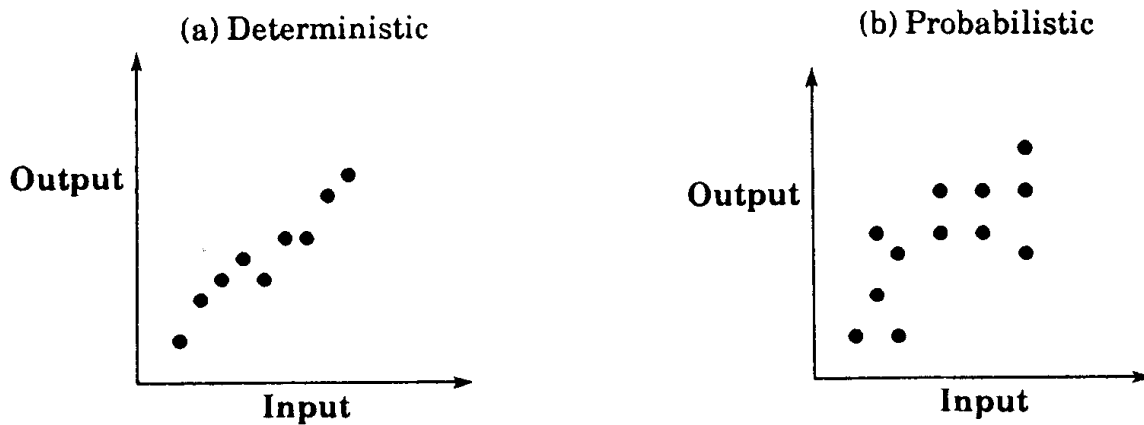 (a) Deterministic
Output
Input
(b) Probabilistic
Output
Input